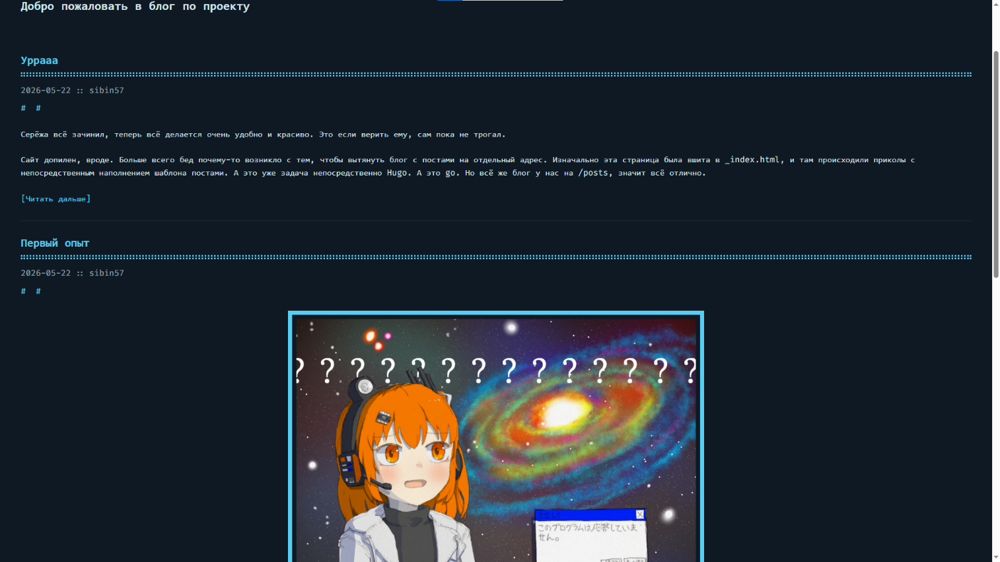 Добро пожаловать в блог по проекту
Уррааа
2026-05-22 :: sibin57
# #
Серёжа всё зачинил, теперь всё делается очень удобно и красиво. Это если верить ему, сам пока не трогал.
Сайт допилен, вроде. Больше всего бед почему-то возникло с тем, чтобы вытянуть блог с постами на отдельный адрес. Изначально эта страница была вшита в _index.html, и там происходили приколы с
непосредственным наполнением шаблона постами. А это уже задача непосредственно Hugo. А это go. Но всё же блог у нас на /posts, значит всё отлично.
[Читать дальше]
Первый опыт
2026-05-22 :: sibin57
# #
? ? ? ? ? ? ? ? ? ? ? ? ? ?
このプログラムは応答していま
せん。